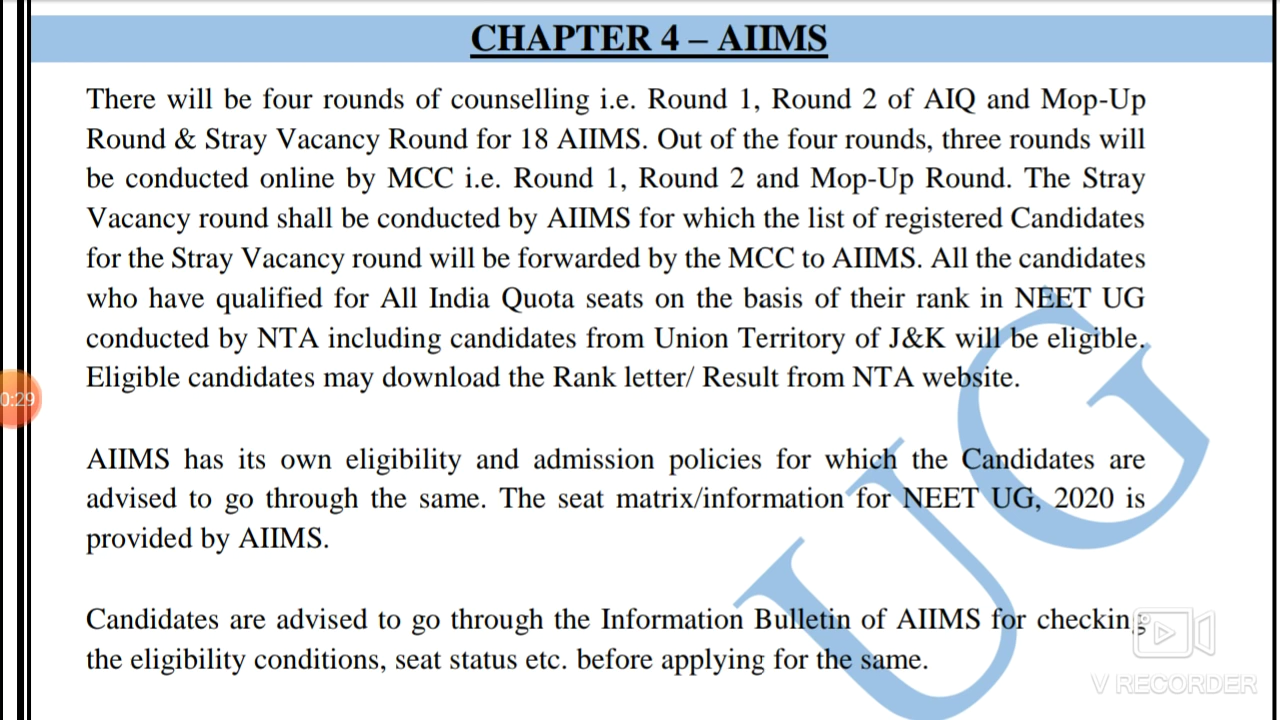 CHAPTER 4 – AIIMS
There will be four rounds of counselling i.e. Round 1, Round 2 of AIQ and Mop-Up
Round & Stray Vacancy Round for 18 AIIMS. Out of the four rounds, three rounds will
be conducted online by MCC i.e. Round 1, Round 2 and Mop-Up Round. The Stray
Vacancy round shall be conducted by AIIMS for which the list of registered Candidates
for the Stray Vacancy round will be forwarded by the MCC to AIIMS. All the candidates
who have qualified for All India Quota seats on the basis of their rank in NEET UG
conducted by NTA including candidates from Union Territory of J&K will be eligible.
Eligible candidates may download the Rank letter/ Result from NTA website.
0:29
AIIMS has its own eligibility and admission policies for which the Candidates are
advised to go through the same. The seat matrix/information for NEET UG, 2020 is
provided by AIIMS.
Candidates are advised to go through the Information Bulletin of AIIMS for checking
the eligibility conditions, seat status etc. before applying for the same.
UG
V RECORDER